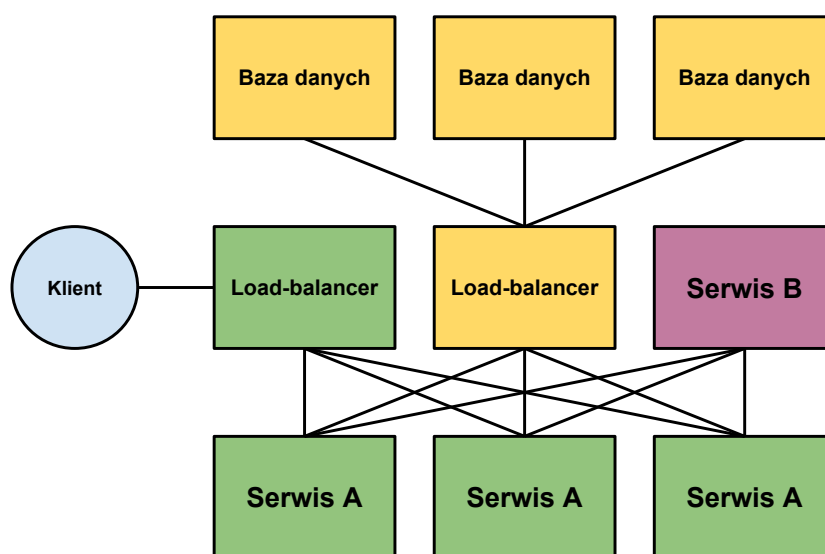 Baza danych
Baza danych
Baza danych
Klient
Load-balancer
Load-balancer
Serwis B
Serwis A
Serwis A
Serwis A